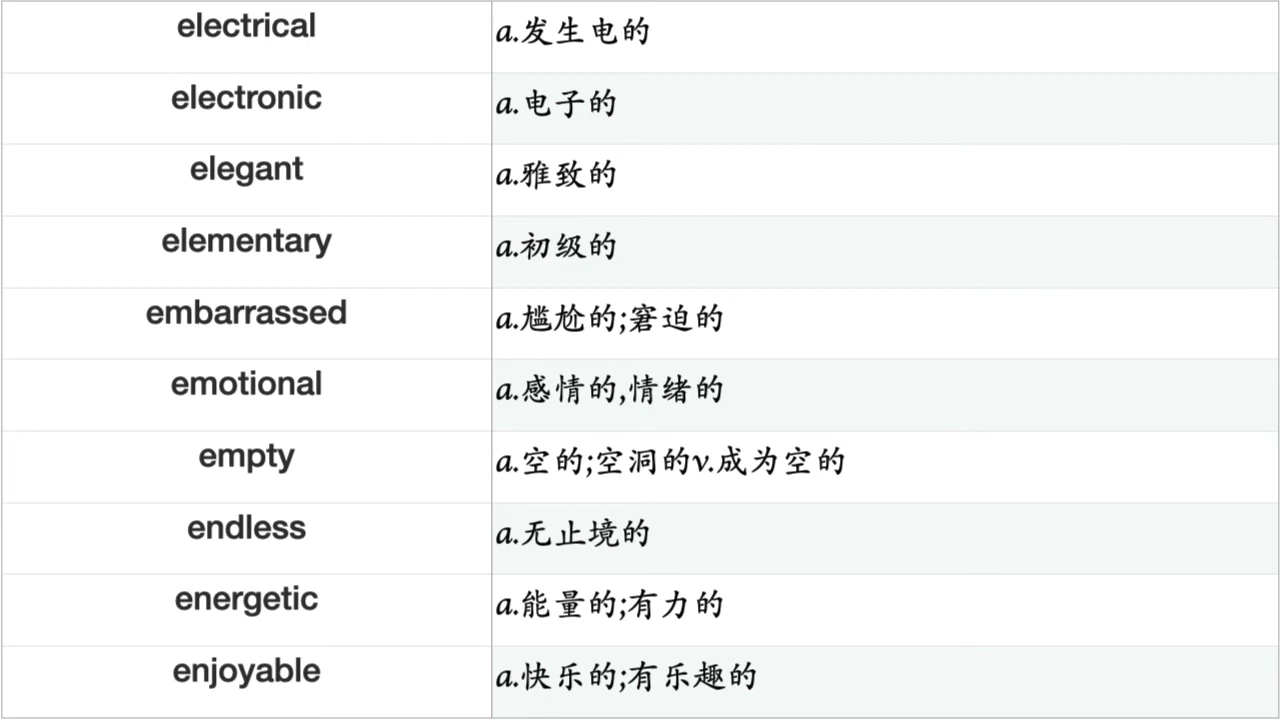 electrical a.发生电的
electronic a.电子的
elegant a.雅致的
elementary a.初级的
embarrassed a.尴尬的;窘迫的
emotional a.感情的,情绪的
empty a.空的;空洞的v.成为空的
endless a.无止境的
energetic a.能量的;有力的
enjoyable a.快乐的;有乐趣的